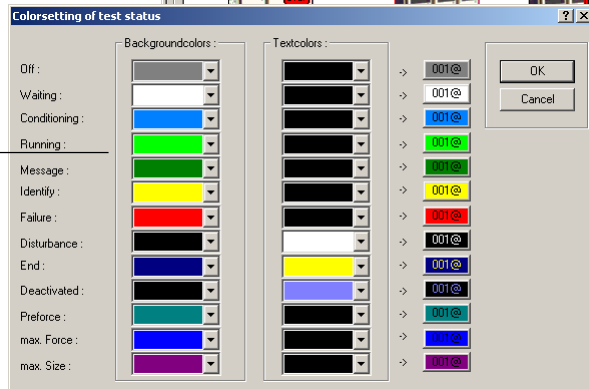 Colorsetting of test status
Backgroundcolors : Textcolors :
Off : -> 001@ OK
Waiting : -> 001@ Cancel
Conditioning : -> 001@
Running : -> 001@
Message : -> 001@
Identify : -> 001@
Failure : -> 001@
Disturbance : -> 001@
End : -> 001@
Deactivated : -> 001@
Preforce : -> 001@
max. Force : -> 001@
max. Size : -> 001@